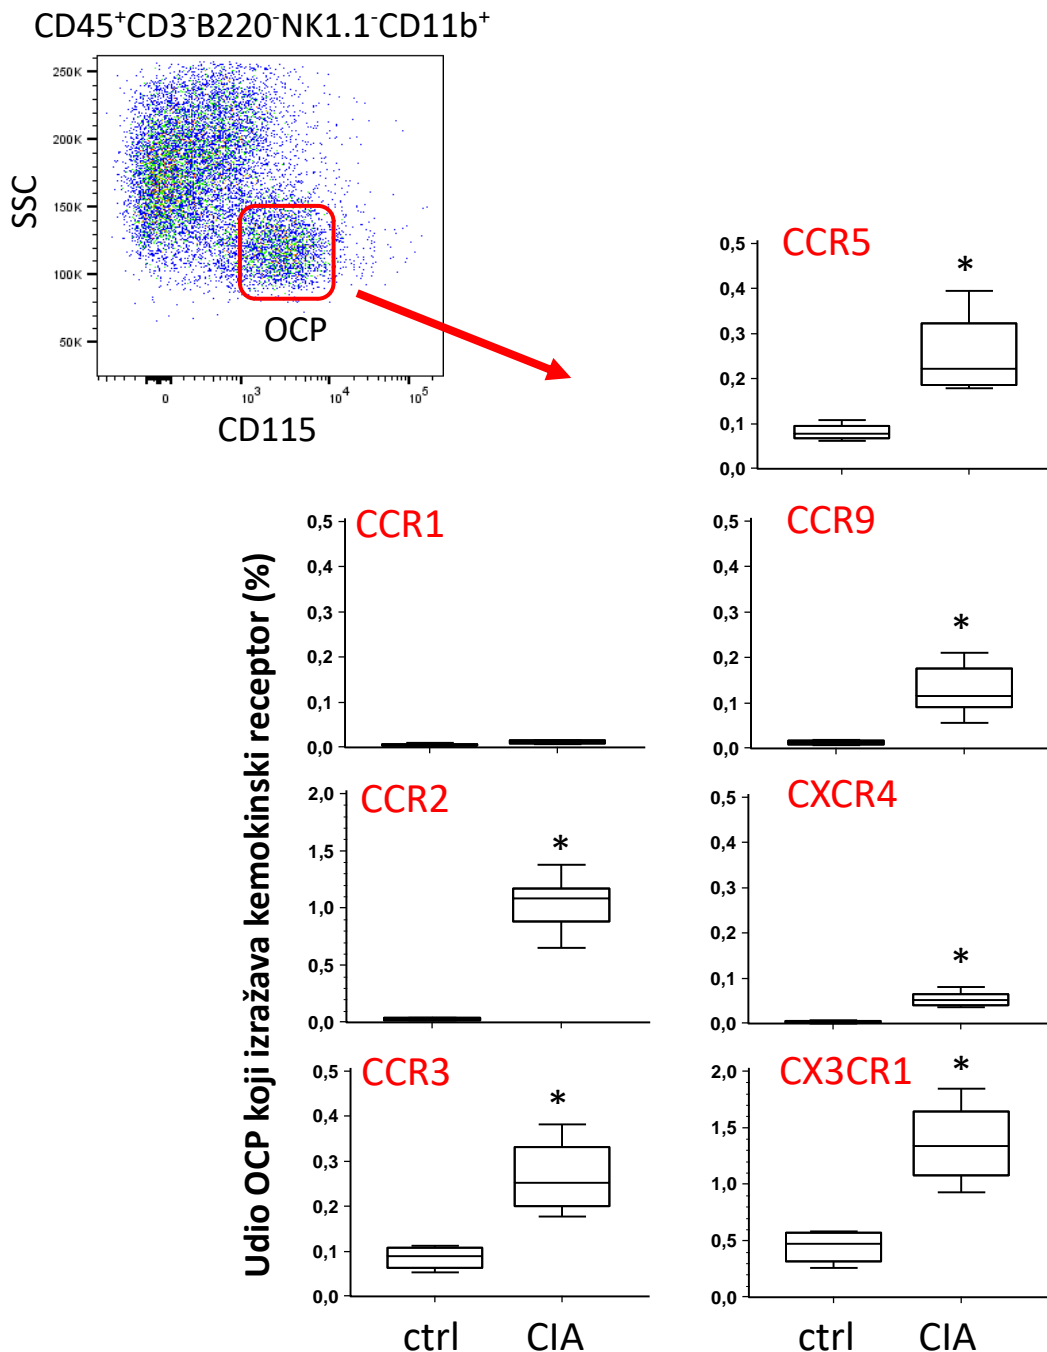 CD45⁺CD3⁻B220⁻NK1.1⁻CD11b⁺
250K
200K
150K
100K
50K
SSC
OCP
0 10³ 10⁴ 10⁵
CD115
CCR5
*
0,5
0,4
0,3
0,2
0,1
0,0
Udio OCP koji izražava kemokinski receptor (%)
CCR1
0,5
0,4
0,3
0,2
0,1
0,0
CCR9
*
0,5
0,4
0,3
0,2
0,1
0,0
CCR2
*
2,0
1,5
1,0
0,5
0,0
CXCR4
*
0,5
0,4
0,3
0,2
0,1
0,0
CCR3
*
0,5
0,4
0,3
0,2
0,1
0,0
CX3CR1
*
2,0
1,5
1,0
0,5
0,0
ctrl CIA
ctrl CIA